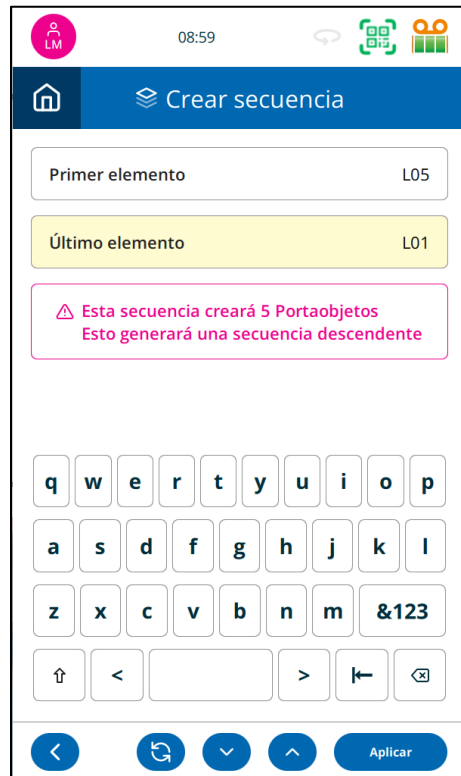 LM
08:59
Crear secuencia
Primer elemento L05
Último elemento L01
Esta secuencia creará 5 Portaobjetos
Esto generará una secuencia descendente
q w e r t y u i o p
a s d f g h j k l
z x c v b n m &123
< >
Aplicar